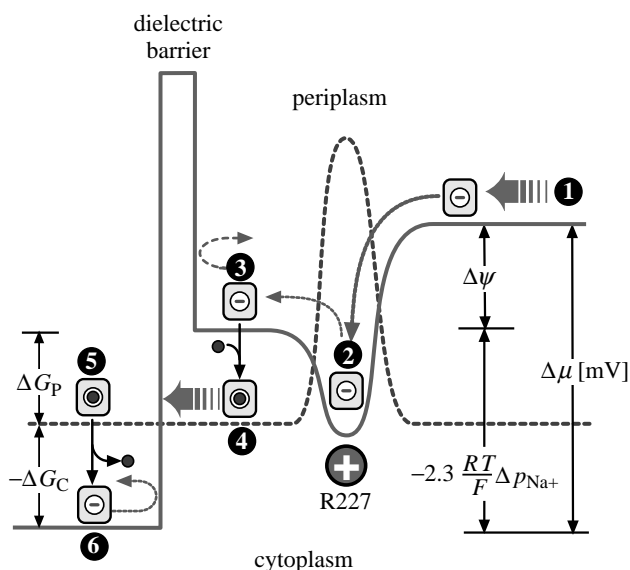 dielectric
barrier
periplasm
1
Δψ
3
2
Δμ [mV]
5
ΔG_P
4
−ΔG_C
−2.3 RT/F Δp_Na+
R227
6
cytoplasm